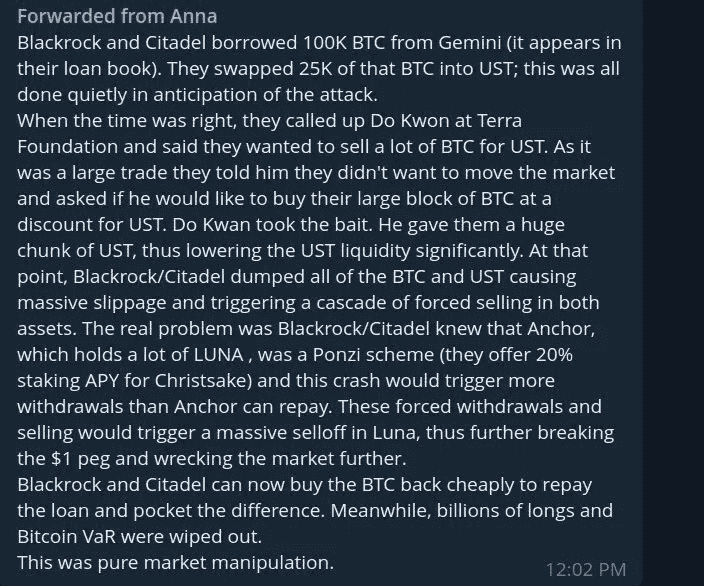 Forwarded from Anna
Blackrock and Citadel borrowed 100K BTC from Gemini (it appears in
their loan book). They swapped 25K of that BTC into UST; this was all
done quietly in anticipation of the attack.
When the time was right, they called up Do Kwon at Terra
Foundation and said they wanted to sell a lot of BTC for UST. As it
was a large trade they told him they didn't want to move the market
and asked if he would like to buy their large block of BTC at a
discount for UST. Do Kwan took the bait. He gave them a huge
chunk of UST, thus lowering the UST liquidity significantly. At that
point, Blackrock/Citadel dumped all of the BTC and UST causing
massive slippage and triggering a cascade of forced selling in both
assets. The real problem was Blackrock/Citadel knew that Anchor,
which holds a lot of LUNA , was a Ponzi scheme (they offer 20%
staking APY for Christsake) and this crash would trigger more
withdrawals than Anchor can repay. These forced withdrawals and
selling would trigger a massive selloff in Luna, thus further breaking
the $1 peg and wrecking the market further.
Blackrock and Citadel can now buy the BTC back cheaply to repay
the loan and pocket the difference. Meanwhile, billions of longs and
Bitcoin VaR were wiped out.
This was pure market manipulation.
12:02 PM